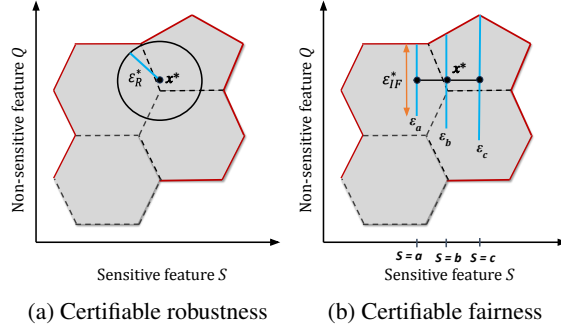 Non-sensitive feature Q
ε*R
x*
Sensitive feature S
(a) Certifiable robustness
Non-sensitive feature Q
ε*IF
x*
εa
εb
εc
S = a
S = b
S = c
Sensitive feature S
(b) Certifiable fairness